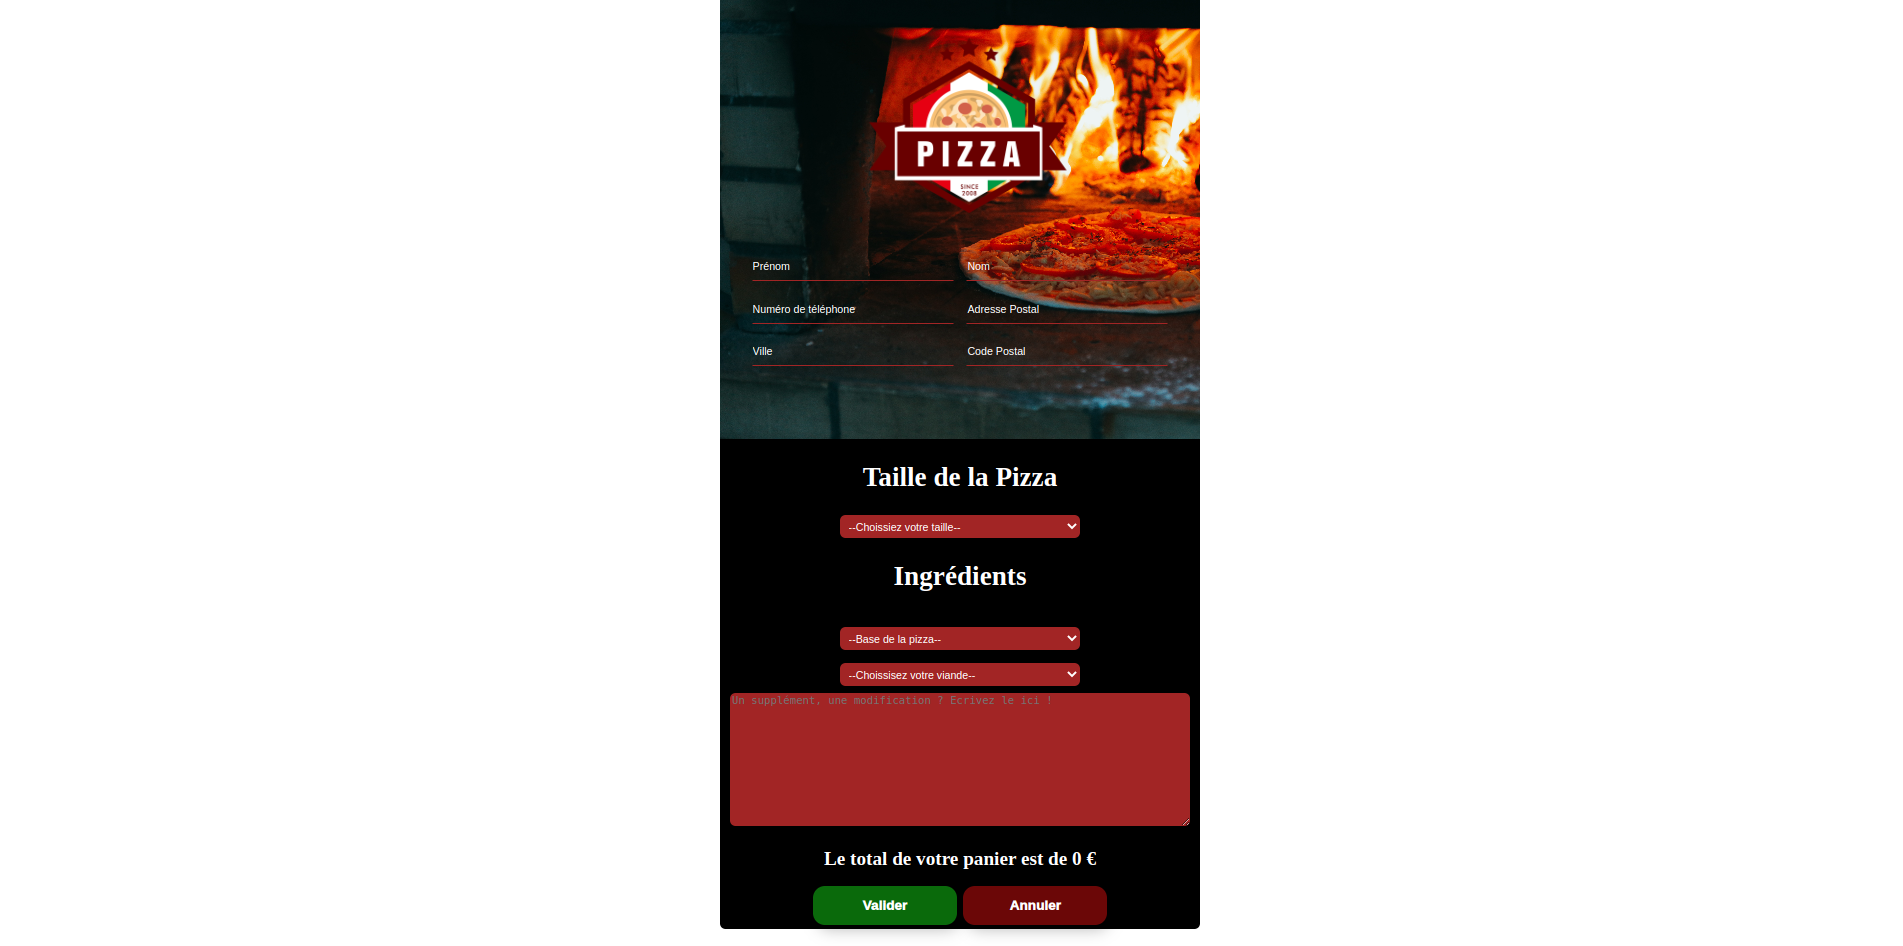 PIZZA
SINCE
2008
Prénom
Nom
Numéro de téléphone
Adresse Postal
Ville
Code Postal
Taille de la Pizza
--Choissiez votre taille--
Ingrédients
--Base de la pizza--
--Choissisez votre viande--
Un supplément, une modification ? Ecrivez le ici !
Le total de votre panier est de 0 €
Valider
Annuler